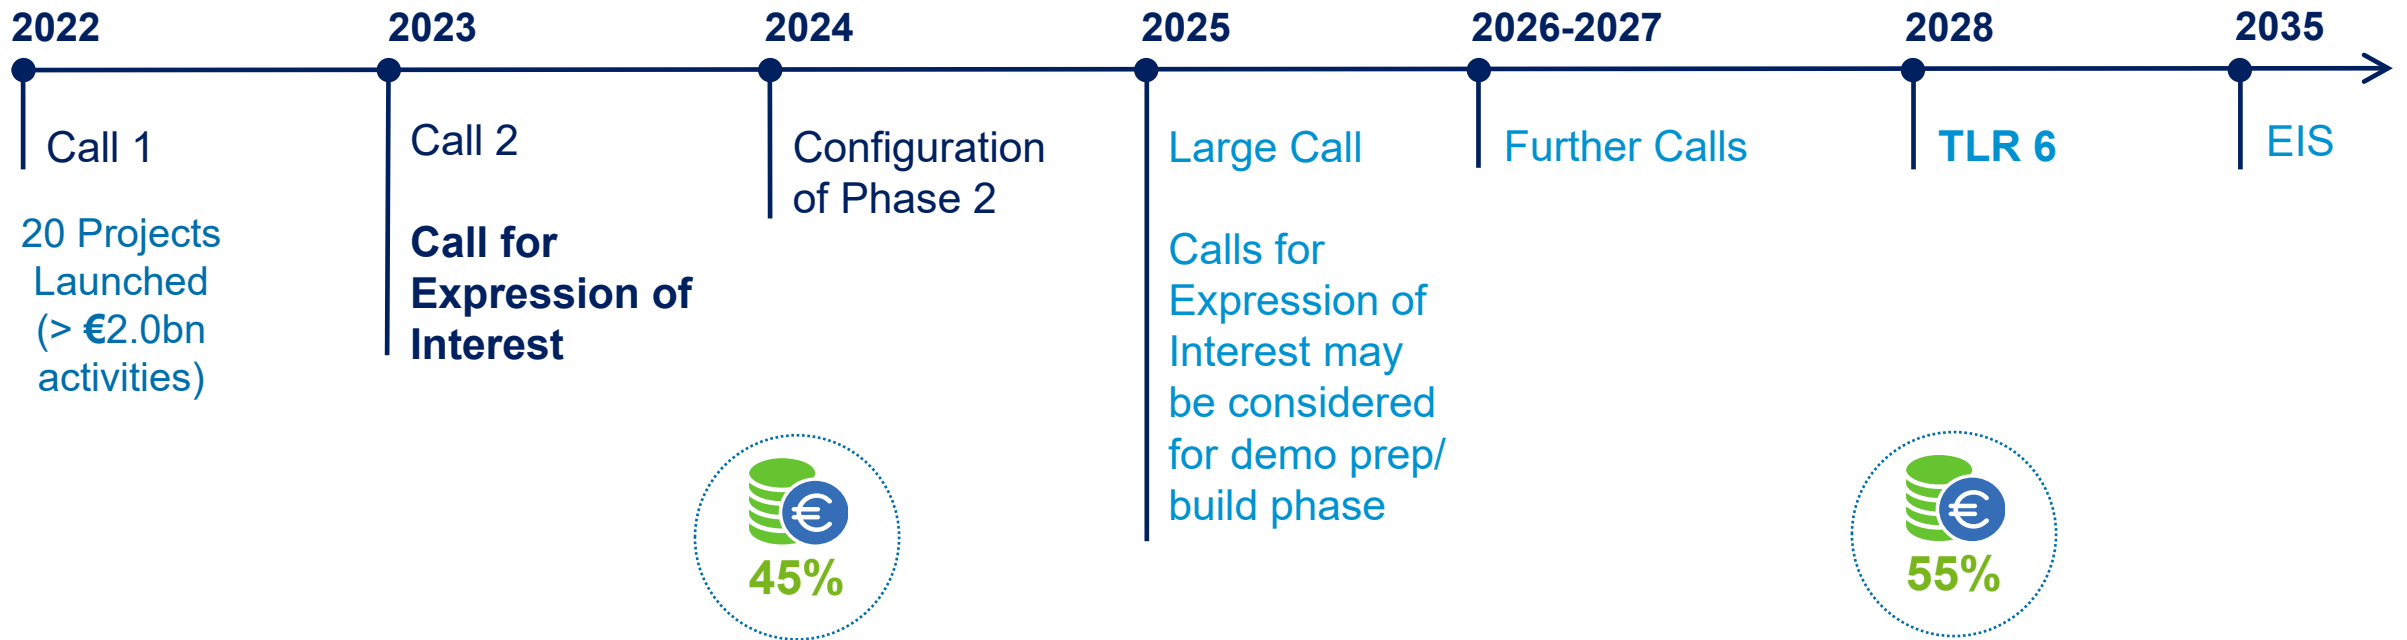 2022
2023
2024
2025
2026-2027
2028
2035
Call 1
20 Projects
Launched
(> €2.0bn
activities)
Call 2
Call for
Expression of
Interest
Configuration
of Phase 2
Large Call
Calls for
Expression of
Interest may
be considered
for demo prep/
build phase
Further Calls
TLR 6
EIS
€
45%
€
55%